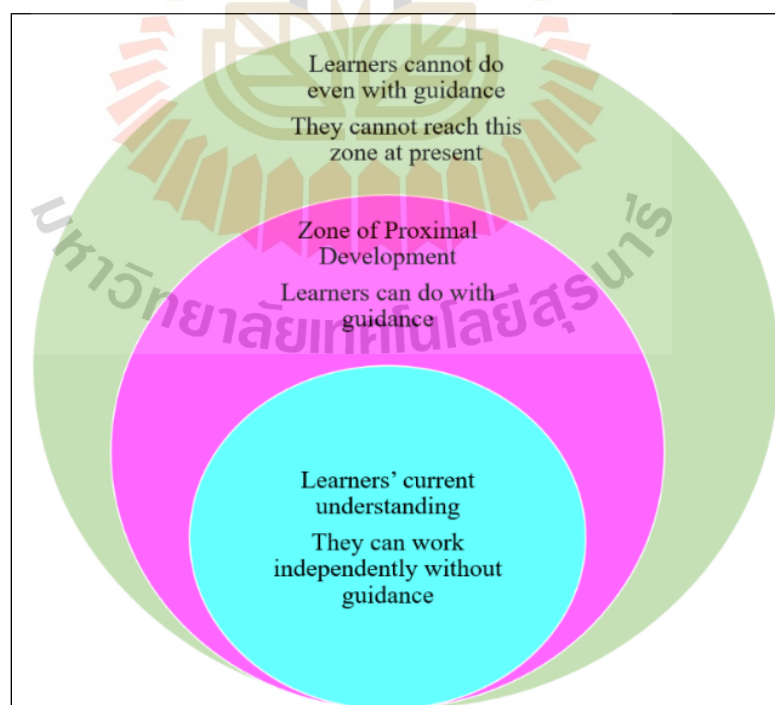 Learners cannot do
even with guidance
They cannot reach this
zone at present
Zone of Proximal
Development
Learners can do with
guidance
มหาวิทยาลัยเทคโนโลยีสุรนารี
Learners’ current
understanding
They can work
independently without
guidance